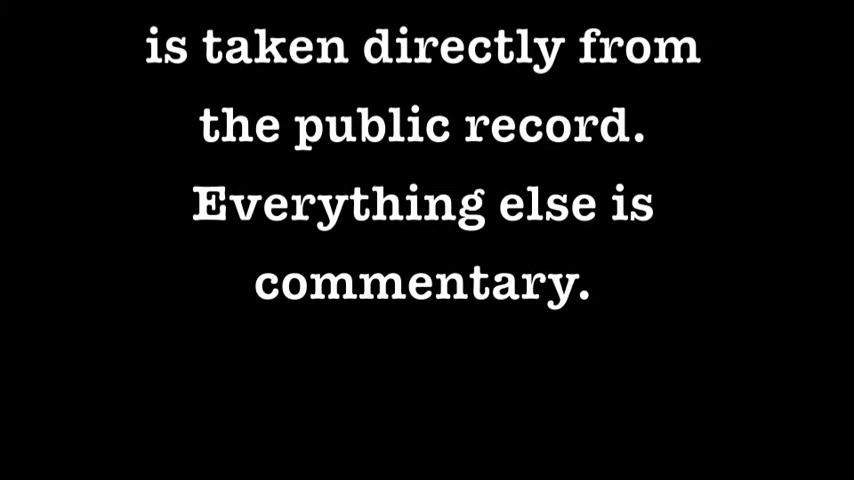 is taken directly from
the public record.
Everything else is
commentary.